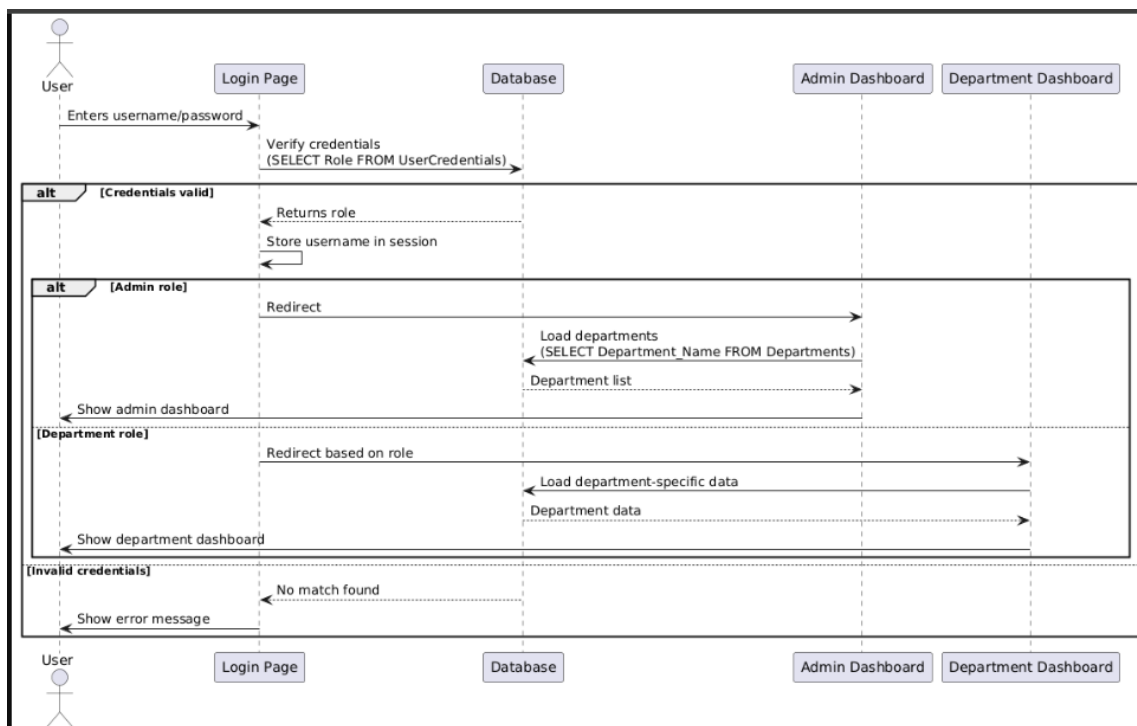 User
Login Page
Database
Admin Dashboard
Department Dashboard
Enters username/password
Verify credentials
(SELECT Role FROM UserCredentials)
alt
[Credentials valid]
Returns role
Store username in session
alt
[Admin role]
Redirect
Load departments
(SELECT Department_Name FROM Departments)
Department list
Show admin dashboard
[Department role]
Redirect based on role
Load department-specific data
Department data
Show department dashboard
[Invalid credentials]
No match found
Show error message
User
Login Page
Database
Admin Dashboard
Department Dashboard